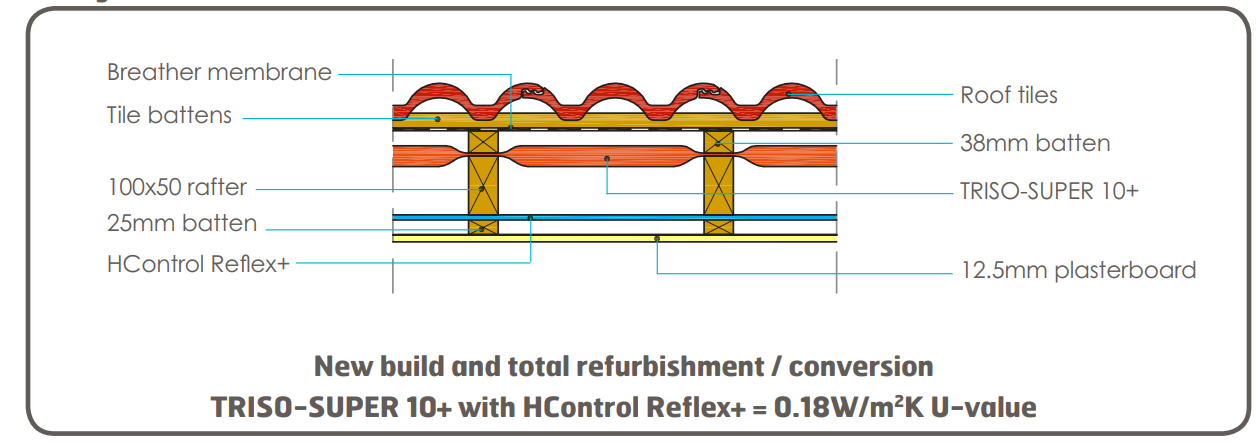 Breather membrane
Tile battens
100x50 rafter
25mm batten
HControl Reflex+
Roof tiles
38mm batten
TRISO-SUPER 10+
12.5mm plasterboard
New build and total refurbishment / conversion
TRISO-SUPER 10+ with HControl Reflex+ = 0.18W/m²K U-value